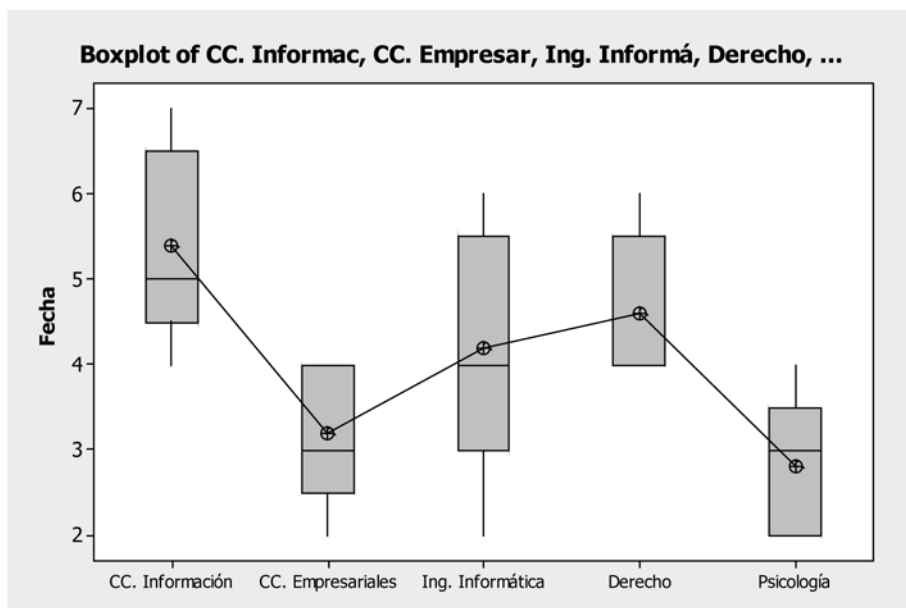 Boxplot of CC. Informac, CC. Empresar, Ing. Informá, Derecho, ...
7
6
5
4
3
2
Fecha
CC. Información CC. Empresariales Ing. Informática Derecho Psicología